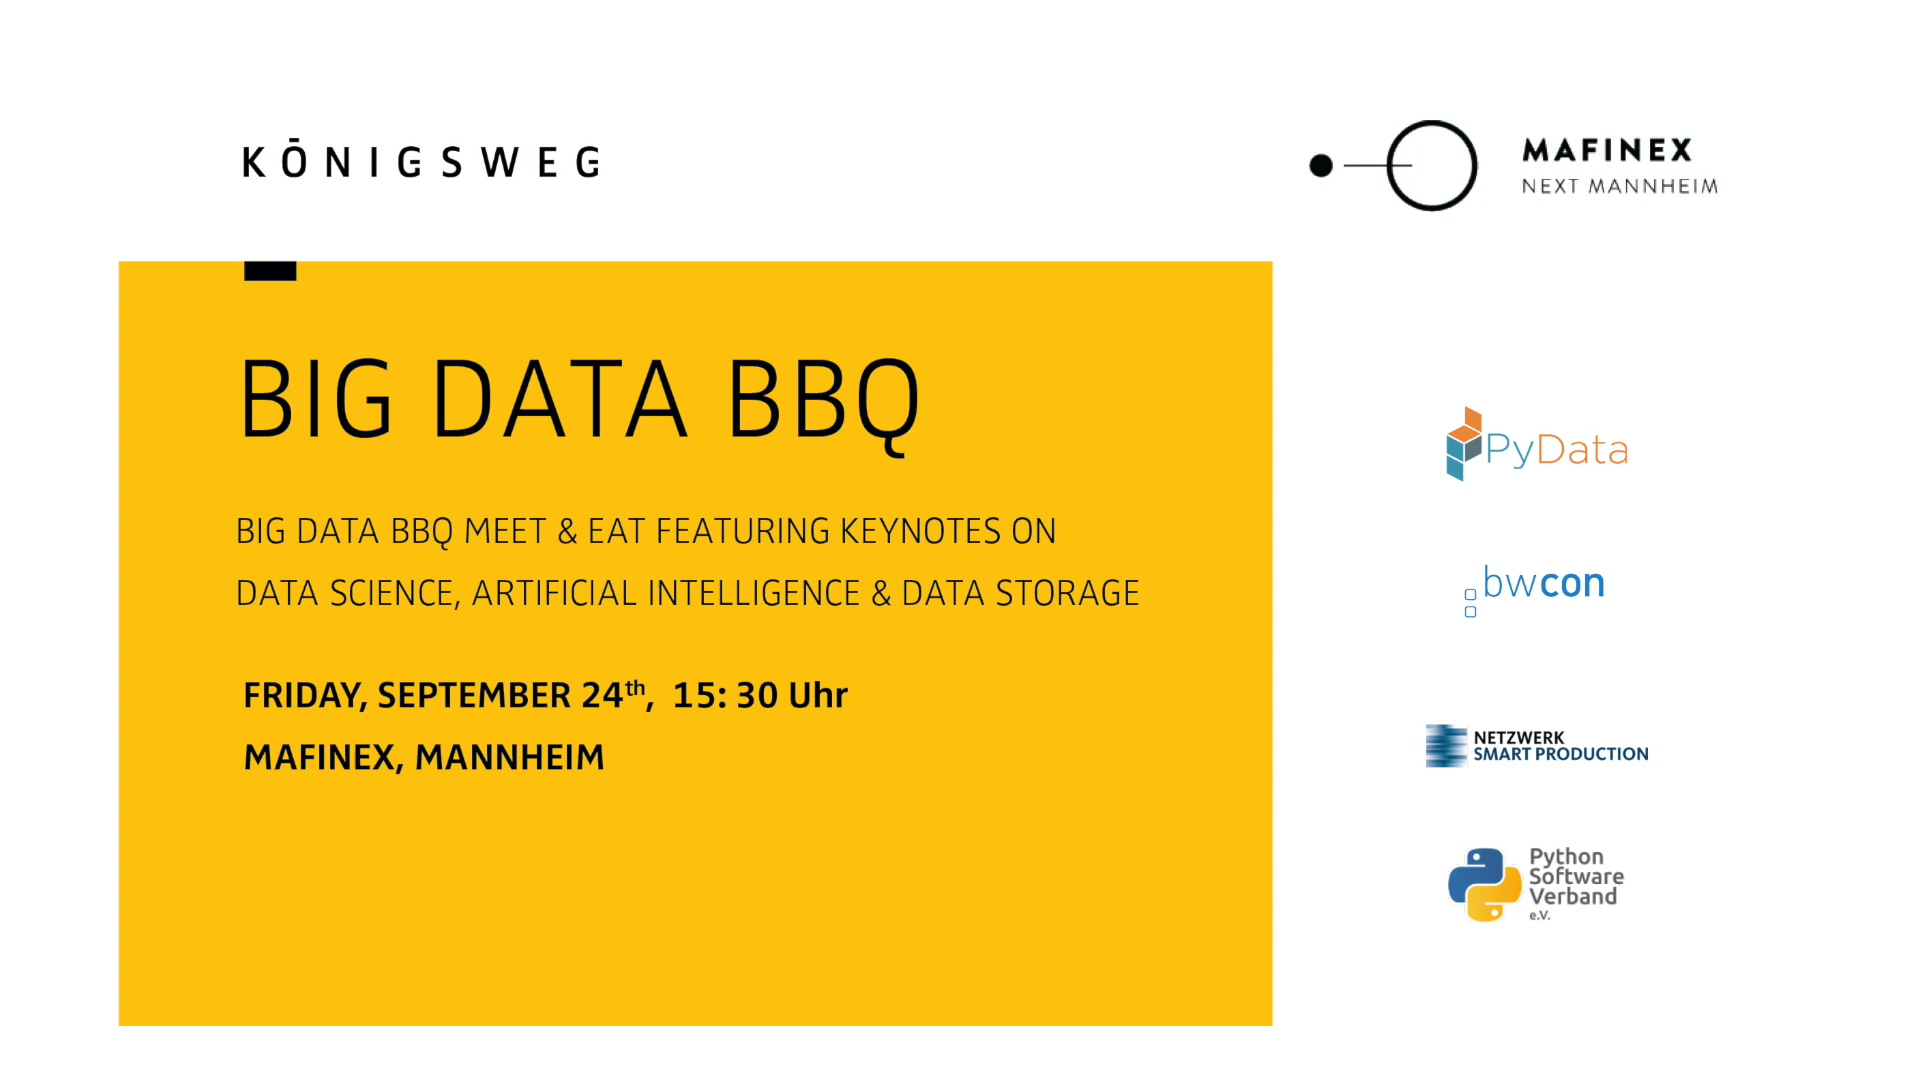 KŌNIGSWEG
MAFINEX
NEXT MANNHEIM
BIG DATA BBQ
BIG DATA BBQ MEET & EAT FEATURING KEYNOTES ON
DATA SCIENCE, ARTIFICIAL INTELLIGENCE & DATA STORAGE
FRIDAY, SEPTEMBER 24th, 15: 30 Uhr
MAFINEX, MANNHEIM
PyData
bwcon
NETZWERK
SMART PRODUCTION
Python
Software
Verband
e.V.